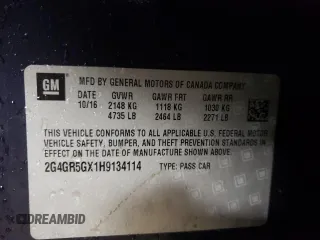 GM
MFD BY GENERAL MOTORS OF CANADA COMPANY
DATE GVWR GAWR FRT GAWR RR
10/16 2148 KG 1118 KG 1030 KG
4735 LB 2464 LB 2271 LB
THIS VEHICLE CONFORMS TO ALL APPLICABLE U.S. FEDERAL MOTOR
VEHICLE SAFETY, BUMPER, AND THEFT PREVENTION STANDARDS
IN EFFECT ON THE DATE OF MANUFACTURE SHOWN ABOVE.
2G4GR5GX1H9134114 TYPE: PASS CAR
DREAMBID